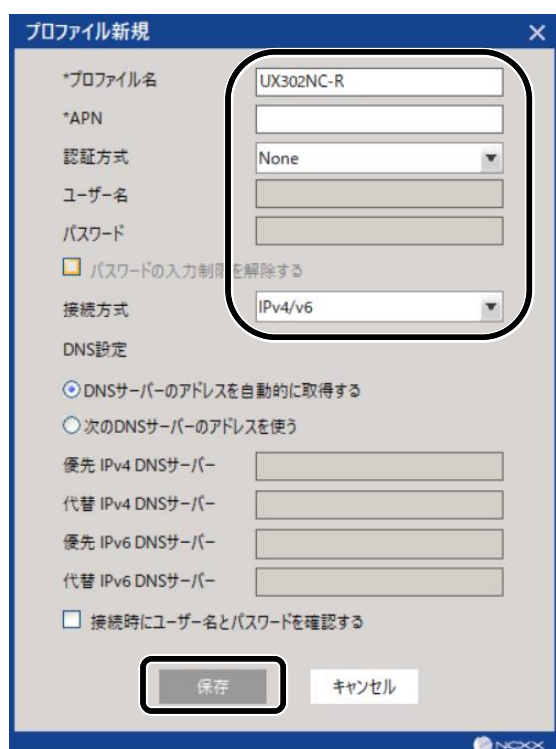 プロファイル新規
*プロファイル名 UX302NC-R
*APN
認証方式 None
ユーザー名
パスワード
パスワードの入力制限を解除する
接続方式 IPv4/v6
DNS設定
DNSサーバーのアドレスを自動的に取得する
次のDNSサーバーのアドレスを使う
優先 IPv4 DNSサーバー
代替 IPv4 DNSサーバー
優先 IPv6 DNSサーバー
代替 IPv6 DNSサーバー
接続時にユーザー名とパスワードを確認する
保存 キャンセル
NCXX